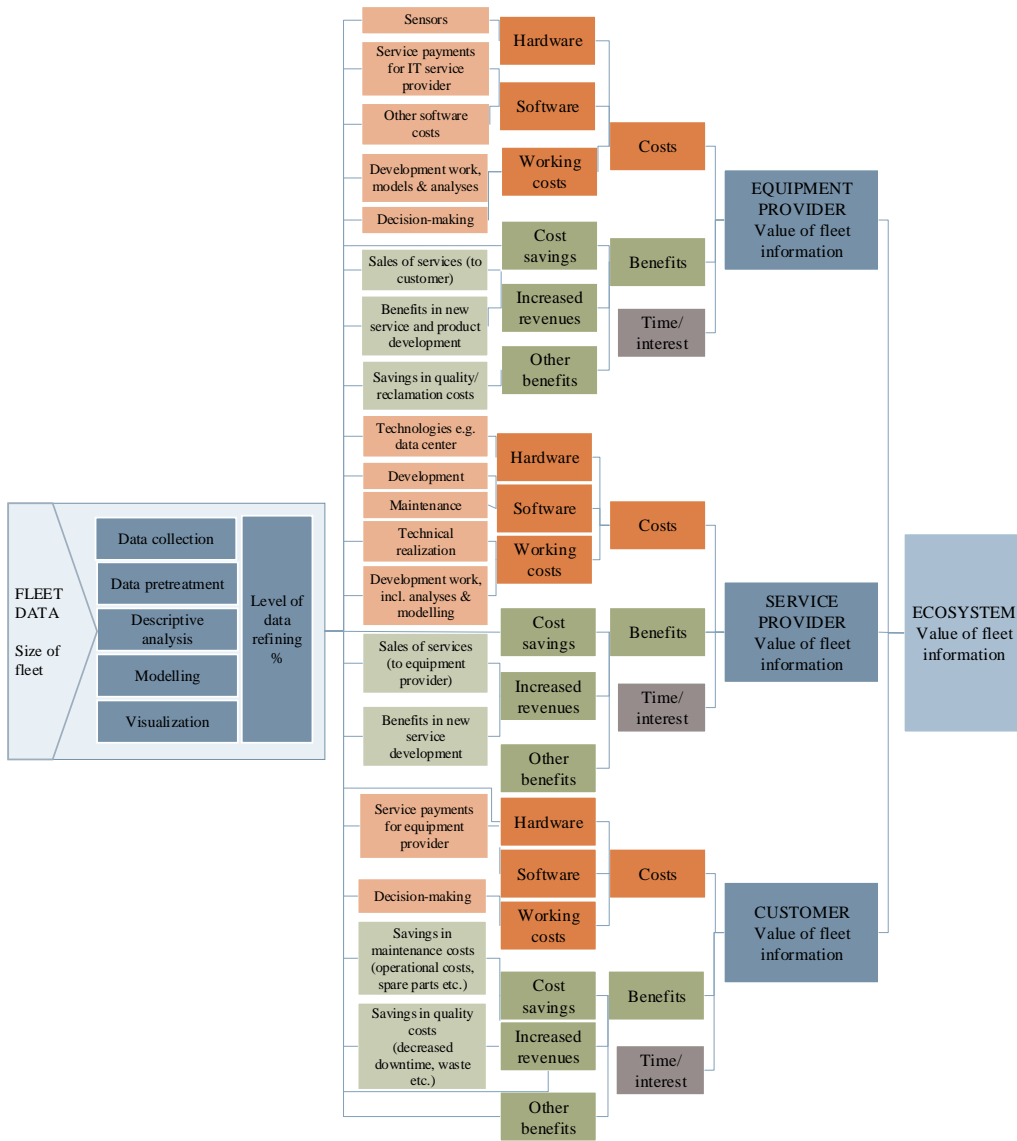 FLEET
DATA
Size of
fleet
Data collection
Data pretreatment
Descriptive
analysis
Modelling
Visualization
Level of
data
refining
%
Sensors
Service payments
for IT service
provider
Other software
costs
Development work,
models & analyses
Decision-making
Hardware
Software
Working
costs
Costs
Sales of services (to
customer)
Benefits in new
service and product
development
Savings in quality/
reclamation costs
Cost
savings
Increased
revenues
Other
benefits
Benefits
Time/
interest
EQUIPMENT
PROVIDER
Value of fleet
information
Technologies e.g.
data center
Development
Maintenance
Technical
realization
Development work,
incl. analyses &
modelling
Hardware
Software
Working
costs
Costs
Sales of services
(to equipment
provider)
Benefits in new
service
development
Cost
savings
Increased
revenues
Other
benefits
Benefits
Time/
interest
SERVICE
PROVIDER
Value of fleet
information
Service payments
for equipment
provider
Decision-making
Hardware
Software
Working
costs
Costs
Savings in
maintenance costs
(operational costs,
spare parts etc.)
Savings in quality
costs
(decreased
downtime, waste
etc.)
Cost
savings
Increased
revenues
Other
benefits
Benefits
Time/
interest
CUSTOMER
Value of fleet
information
ECOSYSTEM
Value of fleet
information